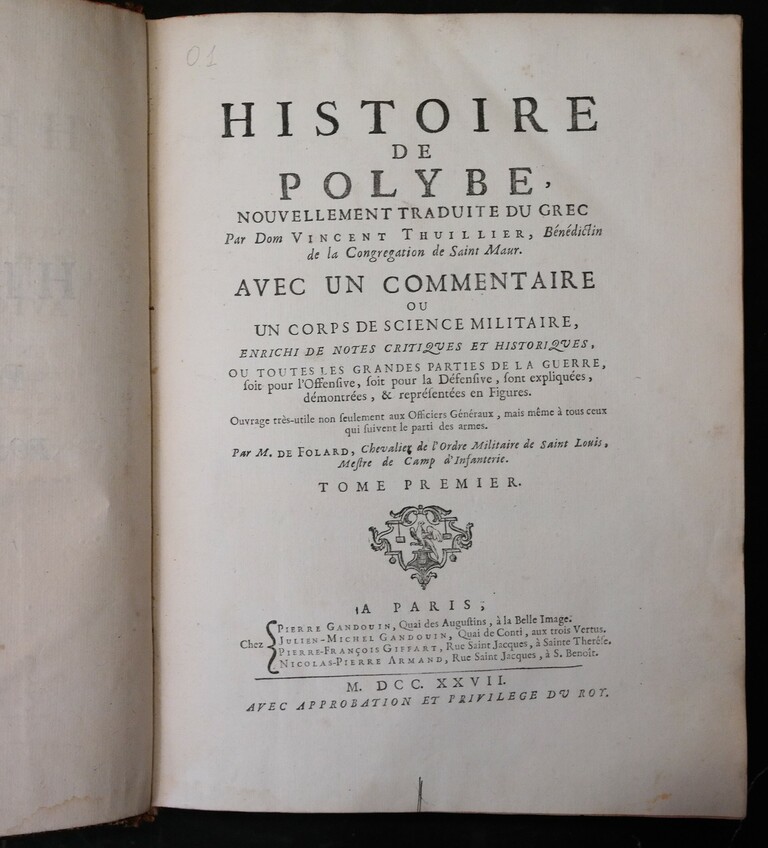 01
HISTOIRE
DE
POLYBE,
NOUVELLEMENT TRADUITE DU GREC
Par Dom VINCENT THUILLIER, Bénédictin
de la Congregation de Saint Maur.
AVEC UN COMMENTAIRE
OU
UN CORPS DE SCIENCE MILITAIRE,
ENRICHI DE NOTES CRITIQUES ET HISTORIQUES,
OU TOUTES LES GRANDES PARTIES DE LA GUERRE,
ſoit pour l'Offenſive, ſoit pour la Défenſive, ſont expliquées,
démontrées, & repréſentées en Figures.
Ouvrage très-utile non ſeulement aux Officiers Généraux, mais même à tous ceux
qui ſuivent le parti des armes.
Par M. DE FOLARD, Chevalier de l'Ordre Militaire de Saint Louis,
Meſtre de Camp d'Infanterie.
TOME PREMIER.
A PARIS,
Chez
PIERRE GANDOUIN, Quai des Auguſtins, à la Belle Image.
JULIEN-MICHEL GANDOUIN, Quai de Conti, aux trois Vertus.
PIERRE-FRANÇOIS GIFFART, Rue Saint Jacques, à Sainte Thereſe.
NICOLAS-PIERRE ARMAND, Rue Saint Jacques, à S. Benoît.
M. DCC. XXVII.
AVEC APPROBATION ET PRIVILEGE DU ROY.